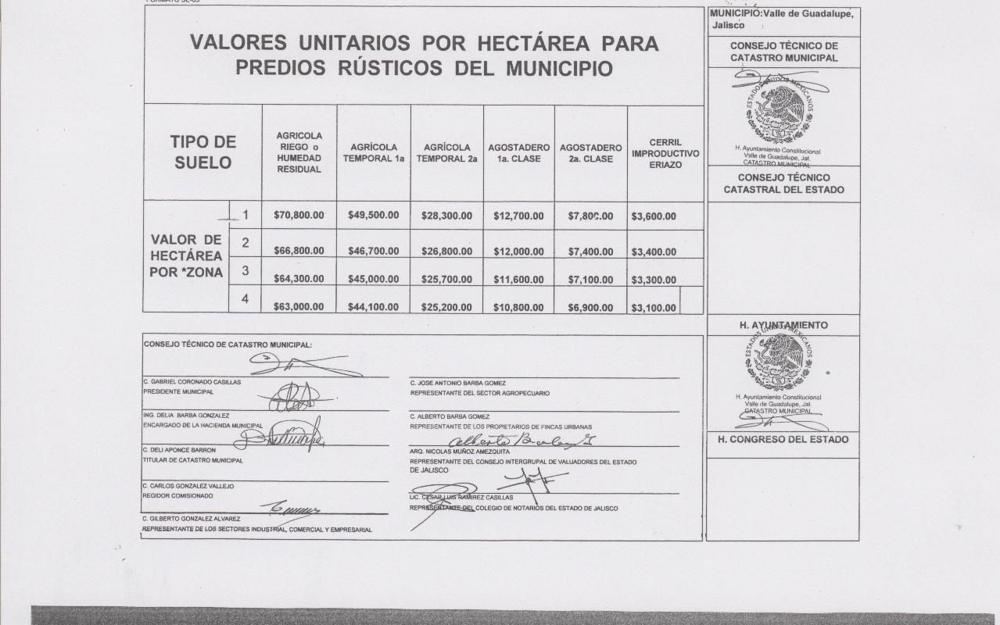 VALORES UNITARIOS POR HECTÁREA PARA
PREDIOS RÚSTICOS DEL MUNICIPIO
TIPO DE
SUELO
AGRICOLA
RIEGO o
HUMEDAD
RESIDUAL
AGRÍCOLA
TEMPORAL 1a
AGRÍCOLA
TEMPORAL 2a
AGOSTADERO
1a. CLASE
AGOSTADERO
2a. CLASE
CERRIL
IMPRODUCTIVO
ERIAZO
VALOR DE
HECTÁREA
POR *ZONA
1 $70,800.00 $49,500.00 $28,300.00 $12,700.00 $7,800.00 $3,600.00
2 $66,800.00 $46,700.00 $26,800.00 $12,000.00 $7,400.00 $3,400.00
3 $64,300.00 $45,000.00 $25,700.00 $11,600.00 $7,100.00 $3,300.00
4 $63,000.00 $44,100.00 $25,200.00 $10,800.00 $6,900.00 $3,100.00
CONSEJO TÉCNICO DE CATASTRO MUNICIPAL:
C. GABRIEL CORONADO CASILLAS
PRESIDENTE MUNICIPAL
ING. DELIA BARBA GONZALEZ
ENCARGADO DE LA HACIENDA MUNICIPAL
C. DELI APONCE BARRON
TITULAR DE CATASTRO MUNICIPAL
C. CARLOS GONZALEZ VALLEJO
REGIDOR COMISIONADO
C. GILBERTO GONZALEZ ALVAREZ
REPRESENTANTE DE LOS SECTORES INDUSTRIAL, COMERCIAL Y EMPRESARIAL
C. JOSE ANTONIO BARBA GOMEZ
REPRESENTANTE DEL SECTOR AGROPECUARIO
C. ALBERTO BARBA GOMEZ
REPRESENTANTE DE LOS PROPIETARIOS DE FINCAS URBANAS
Alberto Barba G
ARQ. NICOLAS MUÑOZ AMEZQUITA
REPRESENTANTE DEL CONSEJO INTERGRUPAL DE VALUADORES DEL ESTADO
DE JALISCO
LIC. CESAR LUIS RAMIREZ CASILLAS
REPRESENTANTE DEL COLEGIO DE NOTARIOS DEL ESTADO DE JALISCO
MUNICIPIO:Valle de Guadalupe,
Jalisco
CONSEJO TÉCNICO DE
CATASTRO MUNICIPAL
ESTADOS UNIDOS MEXICANOS
H. Ayuntamiento Constitucional
Valle de Guadalupe, Jal.
CATASTRO MUNICIPAL
CONSEJO TÉCNICO
CATASTRAL DEL ESTADO
H. AYUNTAMIENTO
ESTADOS UNIDOS MEXICANOS
H. Ayuntamiento Constitucional
Valle de Guadalupe, Jal.
CATASTRO MUNICIPAL
H. CONGRESO DEL ESTADO